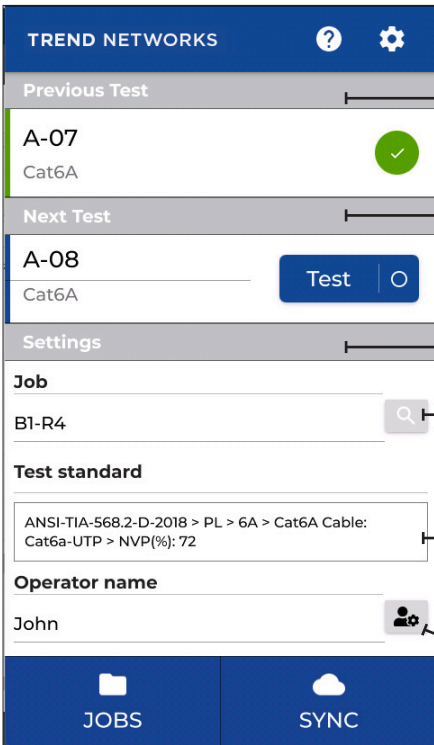 TREND NETWORKS
Previous Test
A-07
Cat6A
Next Test
A-08
Cat6A
Test
Settings
Job
B1-R4
Test standard
ANSI-TIA-568.2-D-2018 > PL > 6A > Cat6A Cable:
Cat6a-UTP > NVP(%): 72
Operator name
John
JOBS
SYNC